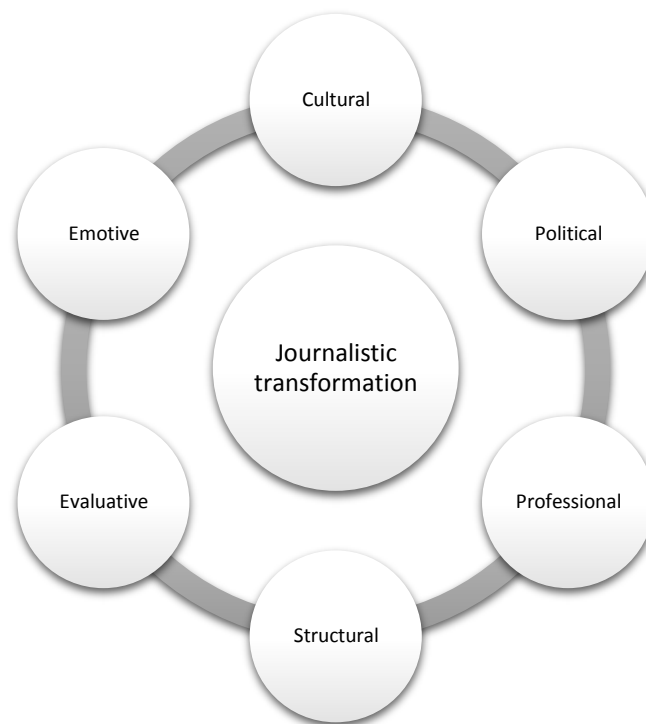 Cultural
Emotive
Political
Journalistic
transformation
Evaluative
Professional
Structural